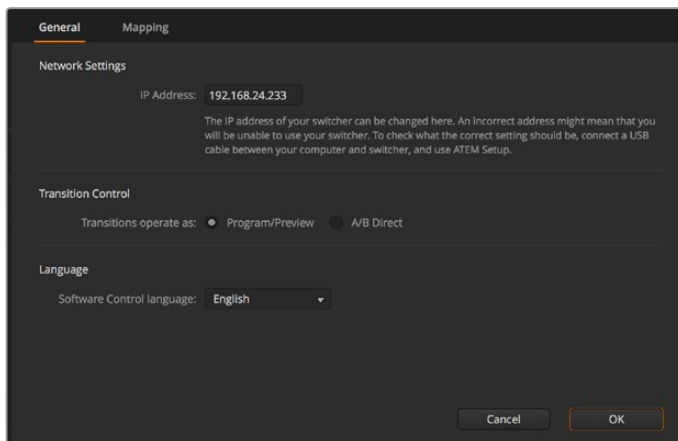 General Mapping
Network Settings
IP Address: 192.168.24.233
The IP address of your switcher can be changed here. An incorrect address might mean that you
will be unable to use your switcher. To check what the correct setting should be, connect a USB
cable between your computer and switcher, and use ATEM Setup.
Transition Control
Transitions operate as: Program/Preview A/B Direct
Language
Software Control language: English
Cancel OK